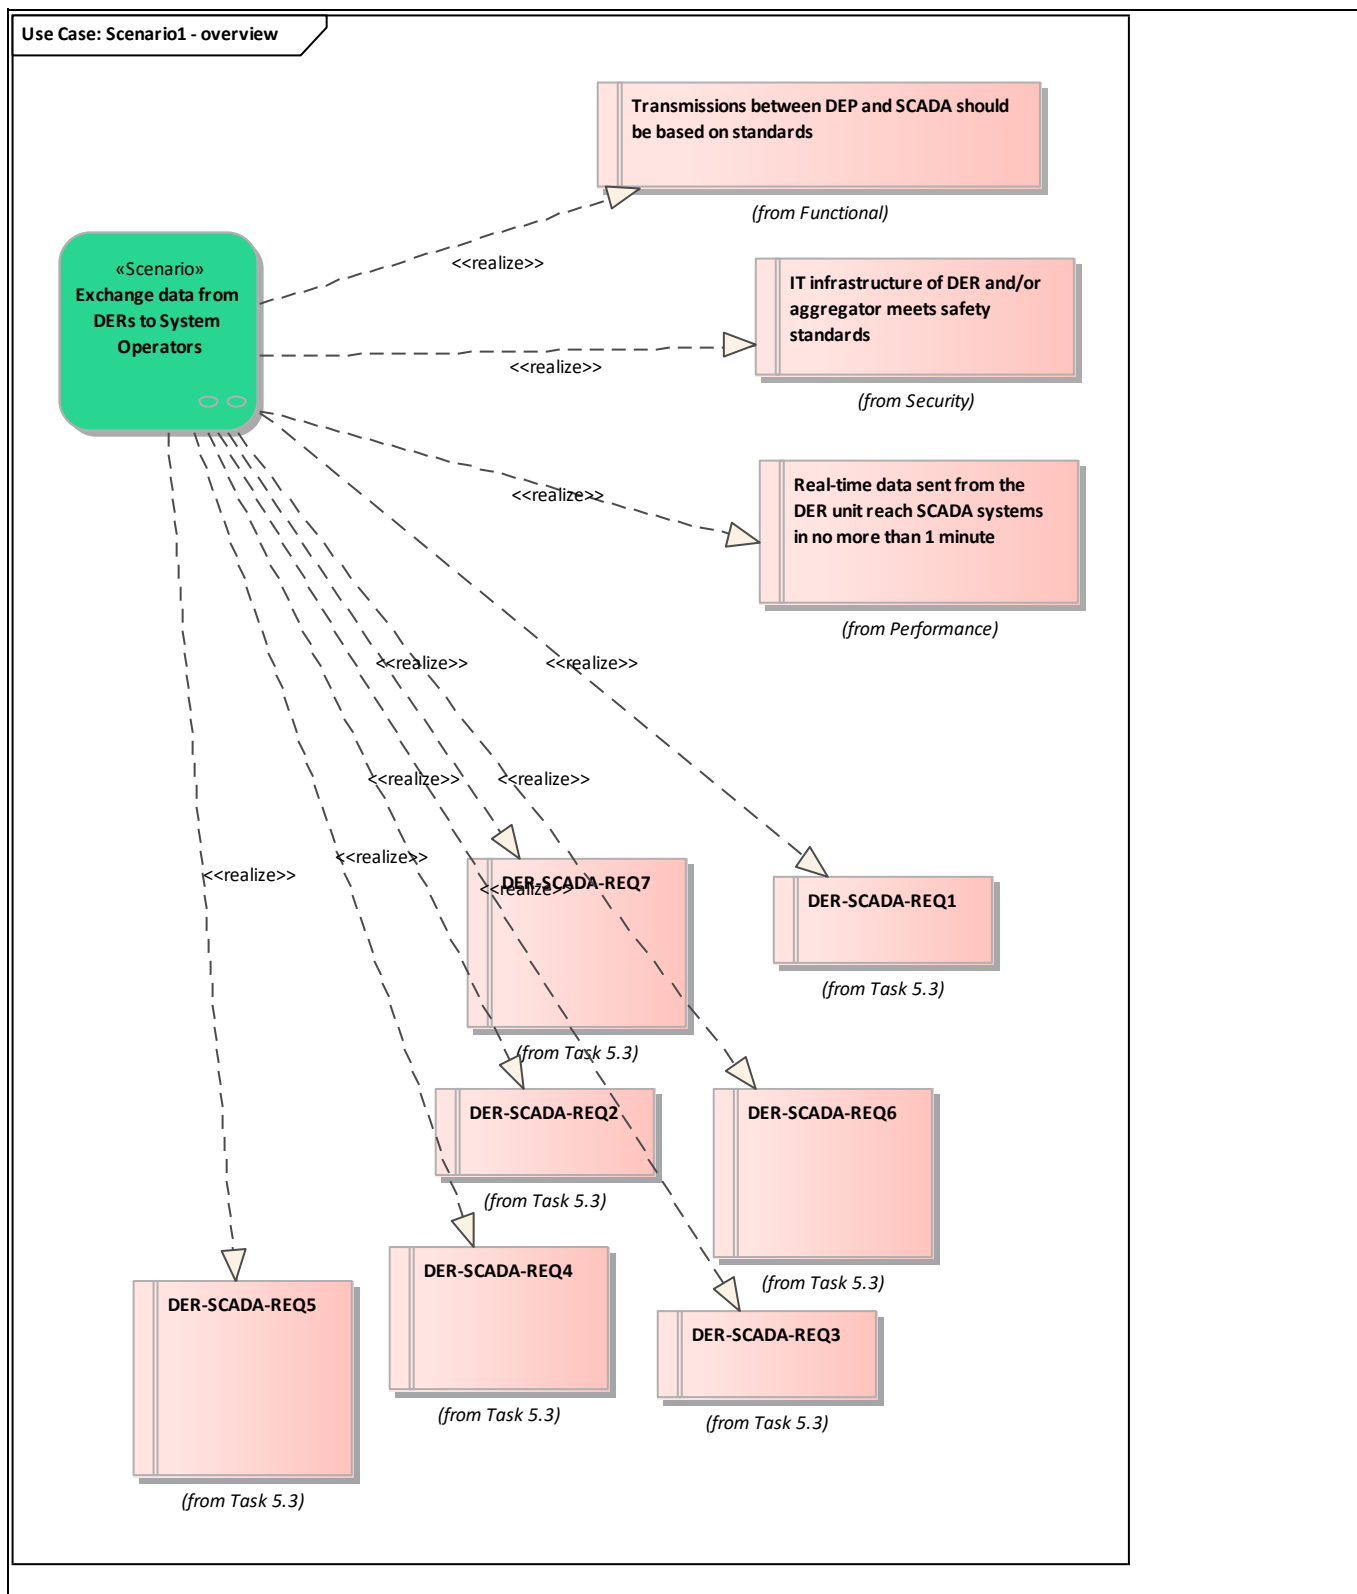 Use Case: Scenario1 - overview
Transmissions between DEP and SCADA should
be based on standards
(from Functional)
«Scenario»
Exchange data from
DERs to System
Operators
<<realize>>
IT infrastructure of DER and/or
aggregator meets safety
standards
<<realize>>
(from Security)
Real-time data sent from the
DER unit reach SCADA systems
in no more than 1 minute
<<realize>>
(from Performance)
<<realize>>
<<realize>>
<<realize>>
<<realize>>
<<realize>>
<<realize>>
<<realize>>
DER-SCADA-REQ7
DER-SCADA-REQ1
(from Task 5.3)
(from Task 5.3)
DER-SCADA-REQ2
DER-SCADA-REQ6
(from Task 5.3)
DER-SCADA-REQ4
(from Task 5.3)
DER-SCADA-REQ5
DER-SCADA-REQ3
(from Task 5.3)
(from Task 5.3)
(from Task 5.3)